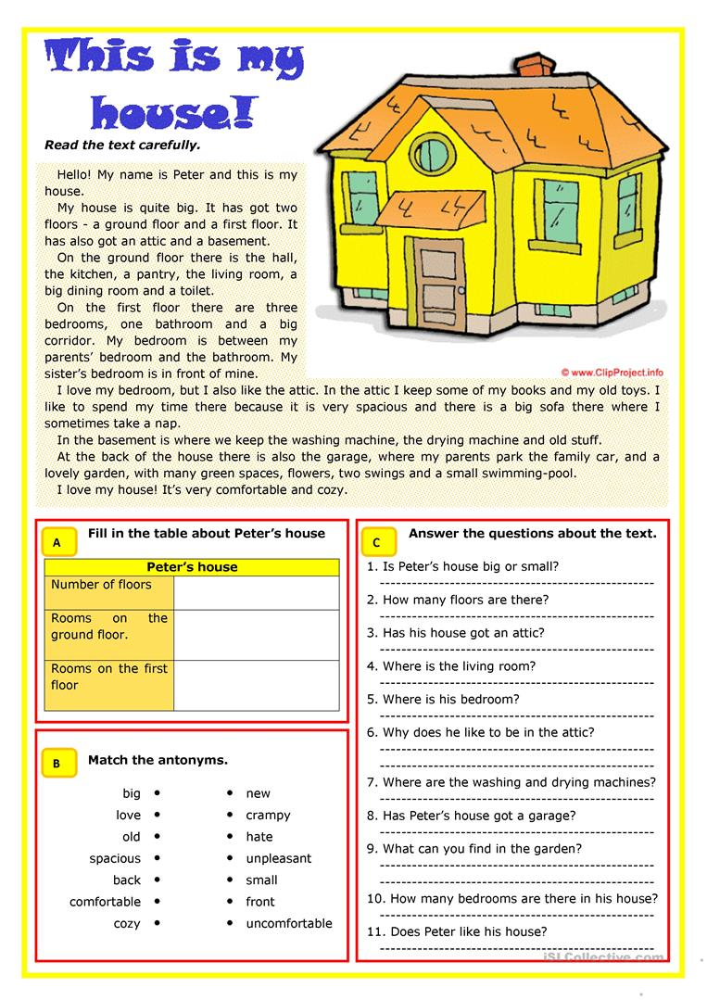 This is my
house!
Read the text carefully.
Hello! My name is Peter and this is my
house.
My house is quite big. It has got two
floors - a ground floor and a first floor. It
has also got an attic and a basement.
On the ground floor there is the hall,
the kitchen, a pantry, the living room, a
big dining room and a toilet.
On the first floor there are three
bedrooms, one bathroom and a big
corridor. My bedroom is between my
parents’ bedroom and the bathroom. My
sister’s bedroom is in front of mine.
© www.ClipProject.info
I love my bedroom, but I also like the attic. In the attic I keep some of my books and my old toys. I
like to spend my time there because it is very spacious and there is a big sofa there where I
sometimes take a nap.
In the basement is where we keep the washing machine, the drying machine and old stuff.
At the back of the house there is also the garage, where my parents park the family car, and a
lovely garden, with many green spaces, flowers, two swings and a small swimming-pool.
I love my house! It’s very comfortable and cozy.
A
Fill in the table about Peter’s house
Peter’s house
Number of floors
Rooms on the
ground floor.
Rooms on the first
floor
B
Match the antonyms.
big • • new
love • • crampy
old • • hate
spacious • • unpleasant
back • • small
comfortable • • front
cozy • • uncomfortable
C
Answer the questions about the text.
1. Is Peter’s house big or small?
2. How many floors are there?
3. Has his house got an attic?
4. Where is the living room?
5. Where is his bedroom?
6. Why does he like to be in the attic?
7. Where are the washing and drying machines?
8. Has Peter’s house got a garage?
9. What can you find in the garden?
10. How many bedrooms are there in his house?
11. Does Peter like his house?
iSLCollective.com